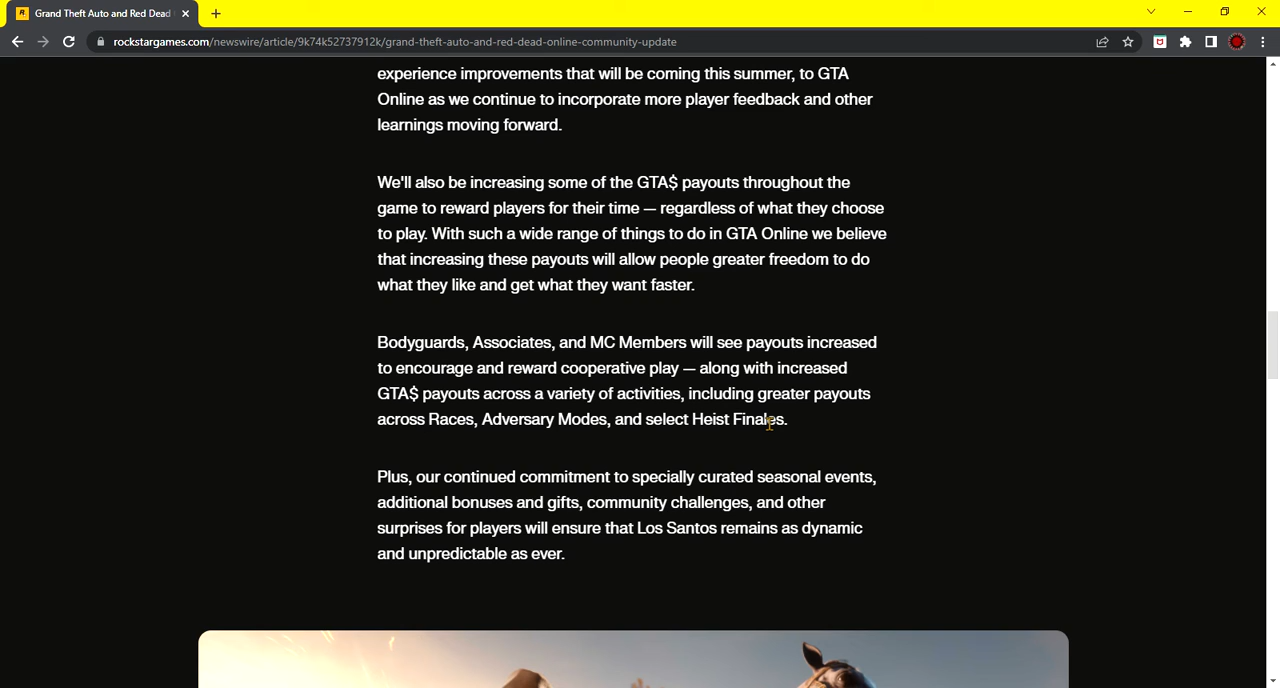 Grand Theft Auto and Red Dead
rockstargames.com/newswire/article/9k74k52737912k/grand-theft-auto-and-red-dead-online-community-update
experience improvements that will be coming this summer, to GTA
Online as we continue to incorporate more player feedback and other
learnings moving forward.
We'll also be increasing some of the GTA$ payouts throughout the
game to reward players for their time — regardless of what they choose
to play. With such a wide range of things to do in GTA Online we believe
that increasing these payouts will allow people greater freedom to do
what they like and get what they want faster.
Bodyguards, Associates, and MC Members will see payouts increased
to encourage and reward cooperative play — along with increased
GTA$ payouts across a variety of activities, including greater payouts
across Races, Adversary Modes, and select Heist Finales.
Plus, our continued commitment to specially curated seasonal events,
additional bonuses and gifts, community challenges, and other
surprises for players will ensure that Los Santos remains as dynamic
and unpredictable as ever.